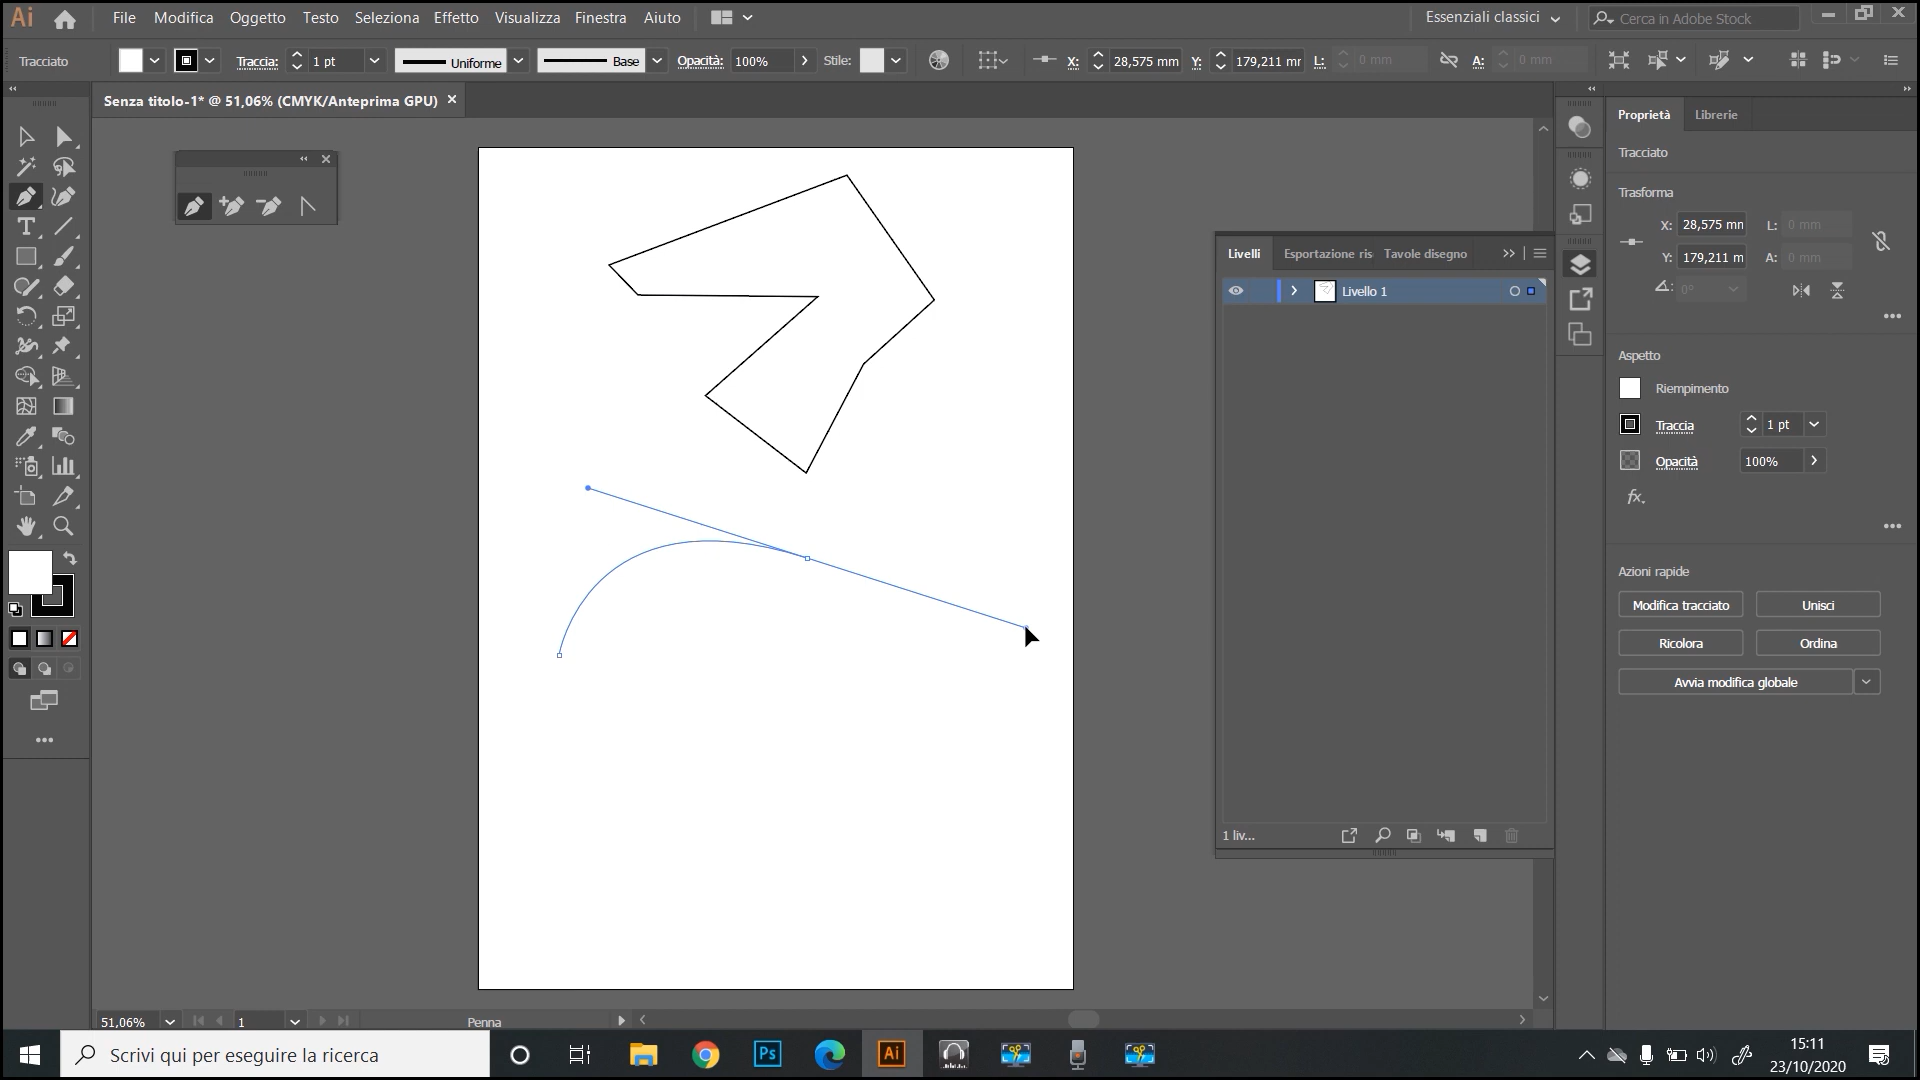 Ai File Modifica Oggetto Testo Seleziona Effetto Visualizza Finestra Aiuto Essenziali classici Cerca in Adobe Stock
Tracciato Traccia: 1 pt Uniforme Base Opacità: 100% Stile: X: 28,575 mm Y: 179,211 mr L: 0 mm A: 0 mm
Senza titolo-1* @ 51,06% (CMYK/Anteprima GPU)
Proprietà Librerie
Tracciato
Trasforma
X: 28,575 mm L: 0 mm
Y: 179,211 m A: 0 mm
0°
Livelli Esportazione ris Tavole disegno
Livello 1
Aspetto
Riempimento
Traccia 1 pt
Opacità 100%
fx.
Azioni rapide
Modifica tracciato Unisci
Ricolora Ordina
Avvia modifica globale
1 liv...
51,06% 1 Penna
Scrivi qui per eseguire la ricerca
Ps
Ai
15:11
23/10/2020